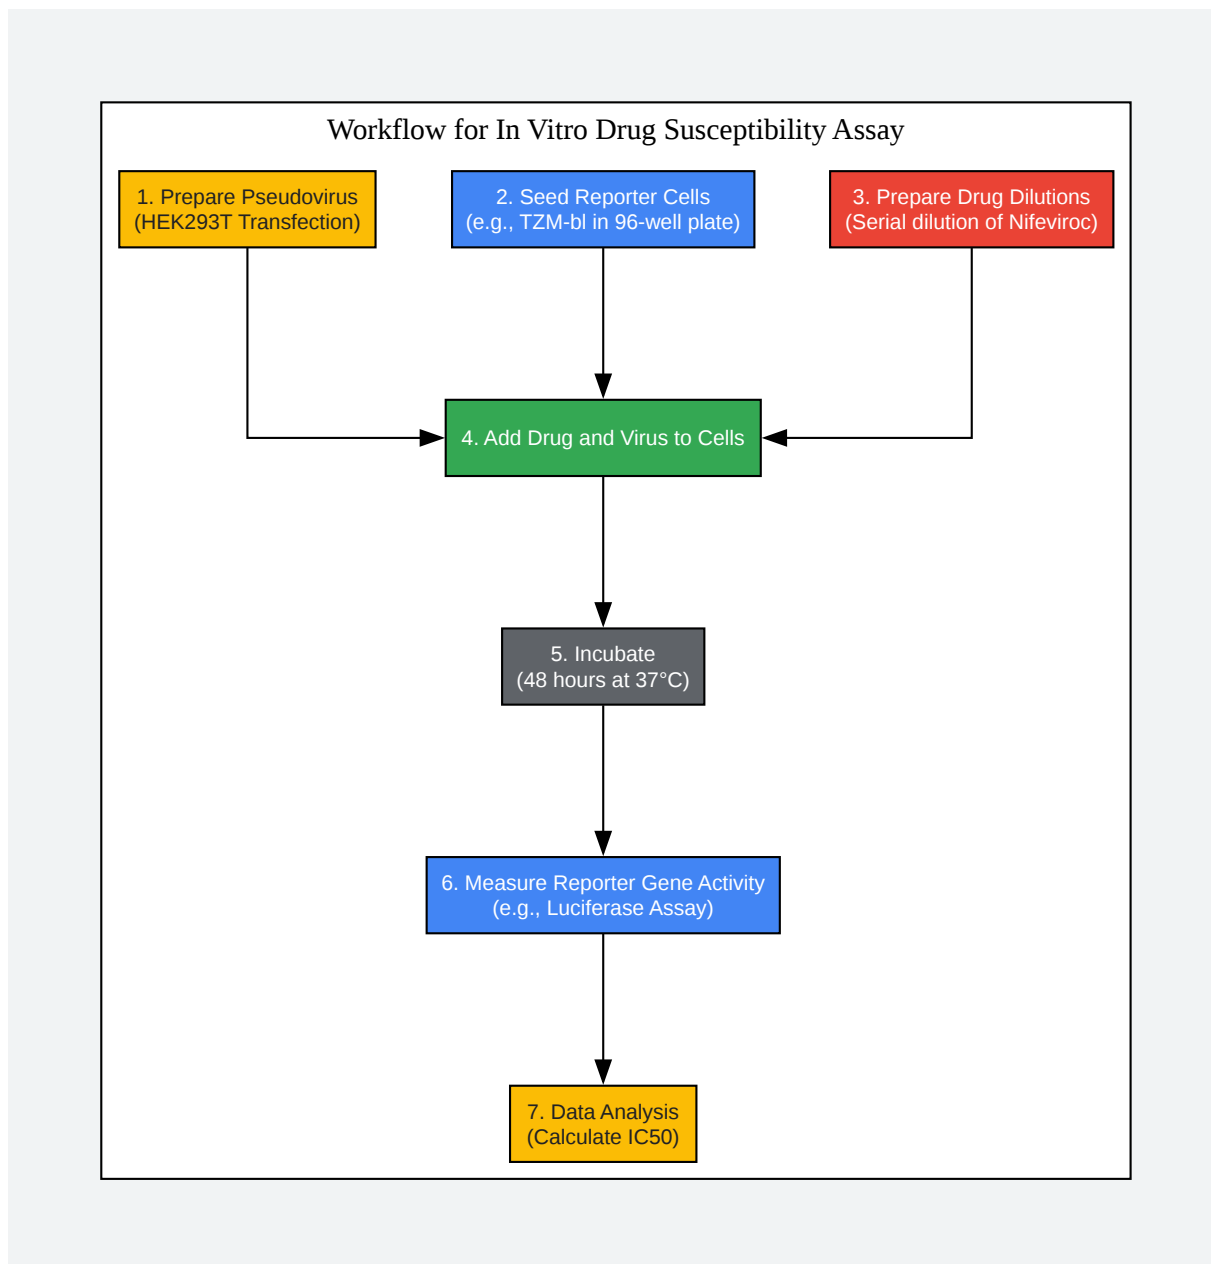 Workflow for In Vitro Drug Susceptibility Assay
1. Prepare Pseudovirus
(HEK293T Transfection)
2. Seed Reporter Cells
(e.g., TZM-bl in 96-well plate)
3. Prepare Drug Dilutions
(Serial dilution of Nifeviroc)
4. Add Drug and Virus to Cells
5. Incubate
(48 hours at 37°C)
6. Measure Reporter Gene Activity
(e.g., Luciferase Assay)
7. Data Analysis
(Calculate IC50)